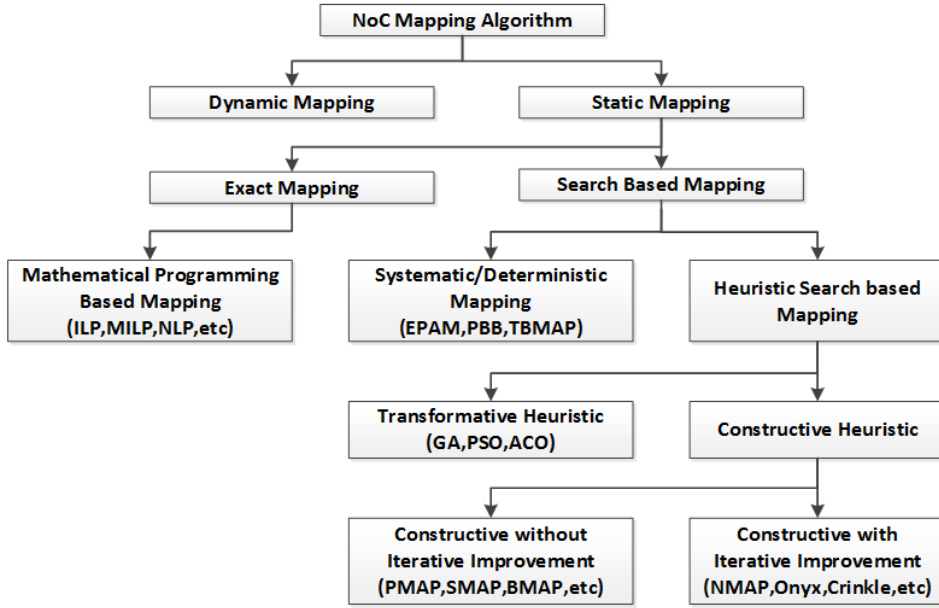 NoC Mapping Algorithm
Dynamic Mapping
Static Mapping
Exact Mapping
Search Based Mapping
Mathematical Programming
Based Mapping
(ILP,MILP,NLP,etc)
Systematic/Deterministic
Mapping
(EPAM,PBB,TBMAP)
Heuristic Search based
Mapping
Transformative Heuristic
(GA,PSO,ACO)
Constructive Heuristic
Constructive without
Iterative Improvement
(PMAP,SMAP,BMAP,etc)
Constructive with
Iterative Improvement
(NMAP,Onyx,Crinkle,etc)